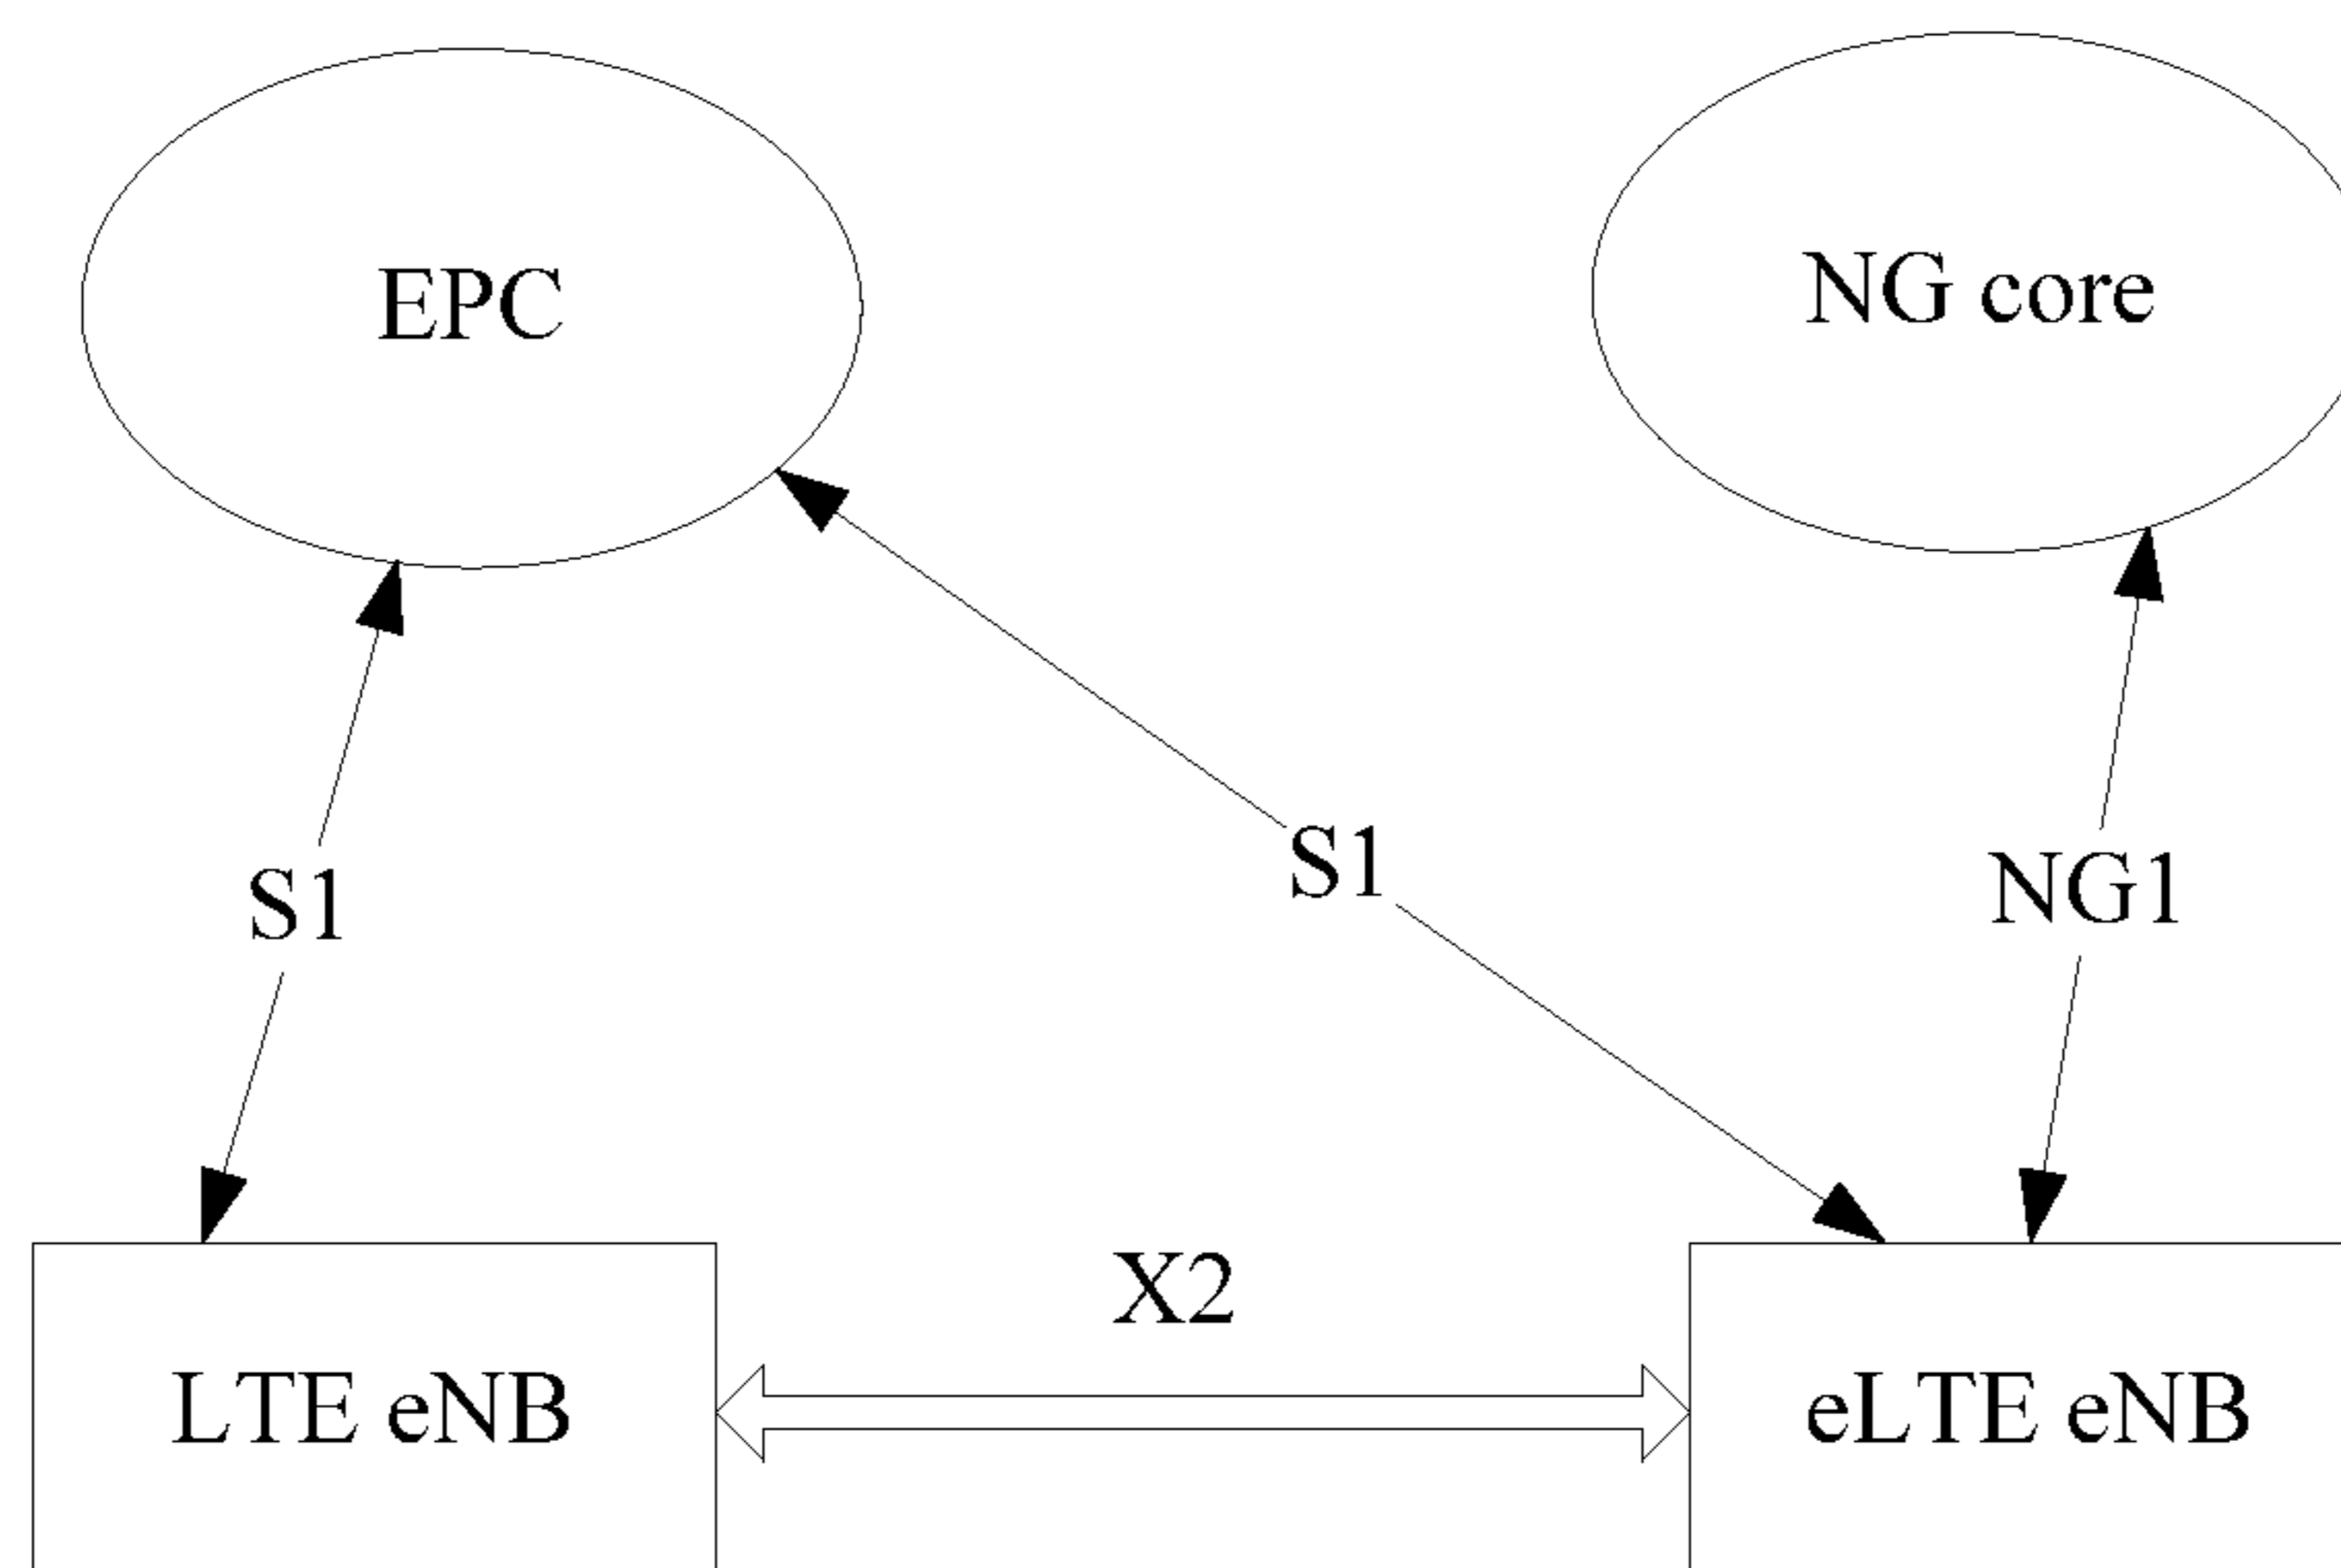 EPC
NG core
S1
S1
NG1
X2
LTE eNB
eLTE eNB